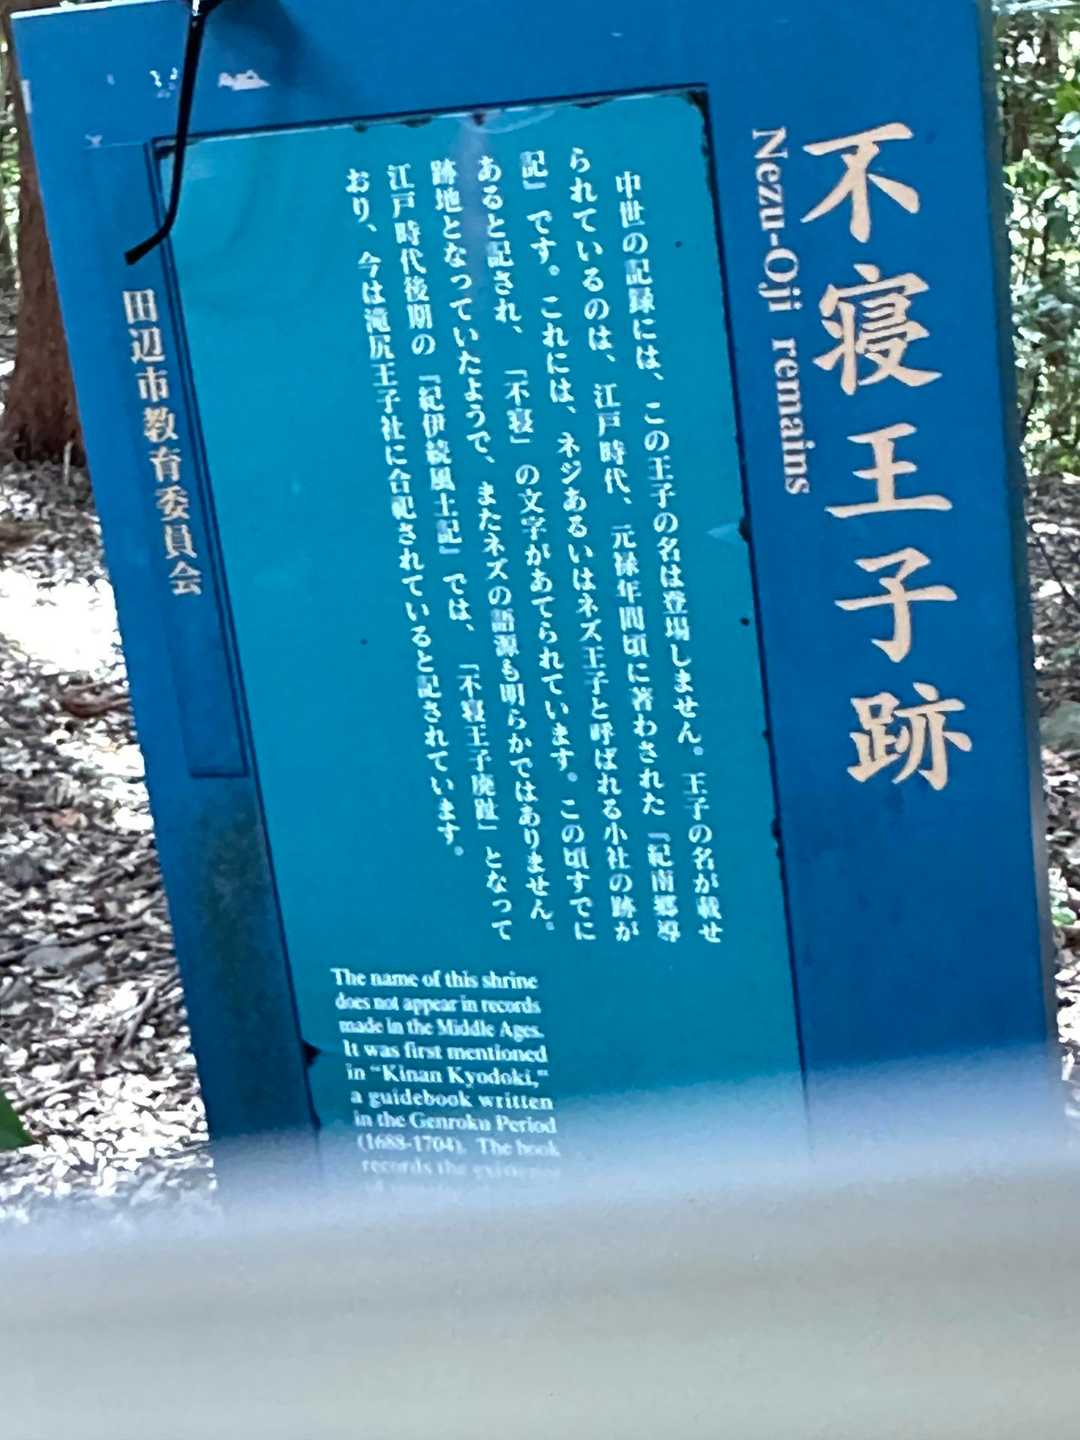 不寝王子跡
Nezu-Oji remains
中世の記録には、この王子の名は登場しません。王子の名が載せ
られているのは、江戸時代、元禄年間頃に著わされた『紀南郷導
記』です。これには、ネジあるいはネズ王子と呼ばれる小社の跡が
あると記され、「不寝」の文字があてられています。この頃すでに
跡地となっていたようで、またネズの語源も明らかではありません。
江戸時代後期の『紀伊続風土記』では、「不寝王子廃趾」となって
おり、今は滝尻王子社に合祀されていると記されています。
田辺市教育委員会
The name of this shrine
does not appear in records
made in the Middle Ages.
It was first mentioned
in "Kinan Kyodoki,"
a guidebook written
in the Genroku Period
(1688-1704). The book
records the existence